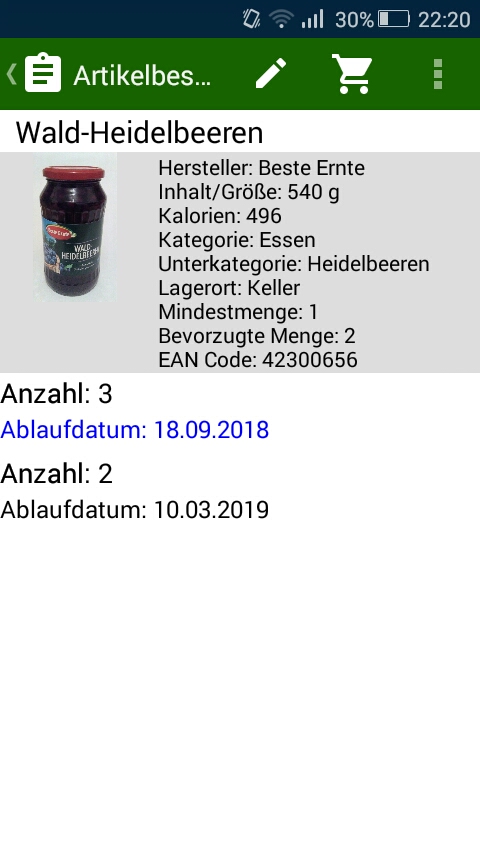 30% 22:20
Artikelbes...
Wald-Heidelbeeren
WALD
HEIDELBEEREN
Hersteller: Beste Ernte
Inhalt/Größe: 540 g
Kalorien: 496
Kategorie: Essen
Unterkategorie: Heidelbeeren
Lagerort: Keller
Mindestmenge: 1
Bevorzugte Menge: 2
EAN Code: 42300656
Anzahl: 3
Ablaufdatum: 18.09.2018
Anzahl: 2
Ablaufdatum: 10.03.2019